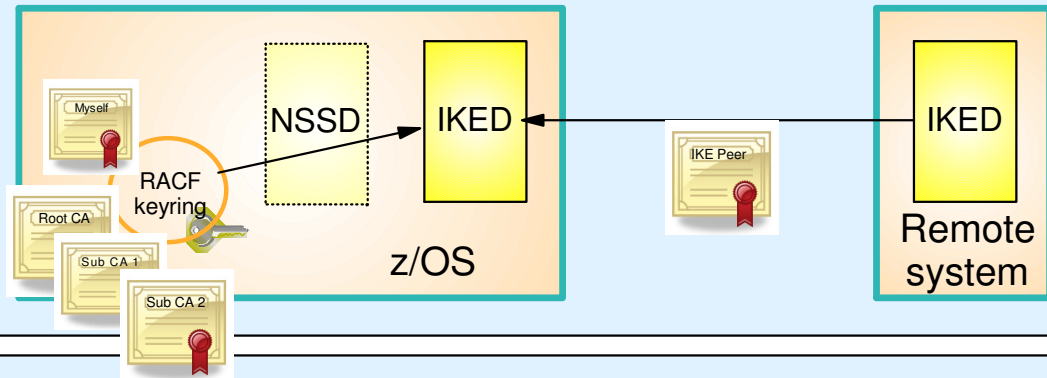 Myself
NSSD
IKED
IKED
IKE Peer
RACF
keyring
Root CA
Sub CA 1
Sub CA 2
z/OS
Remote
system